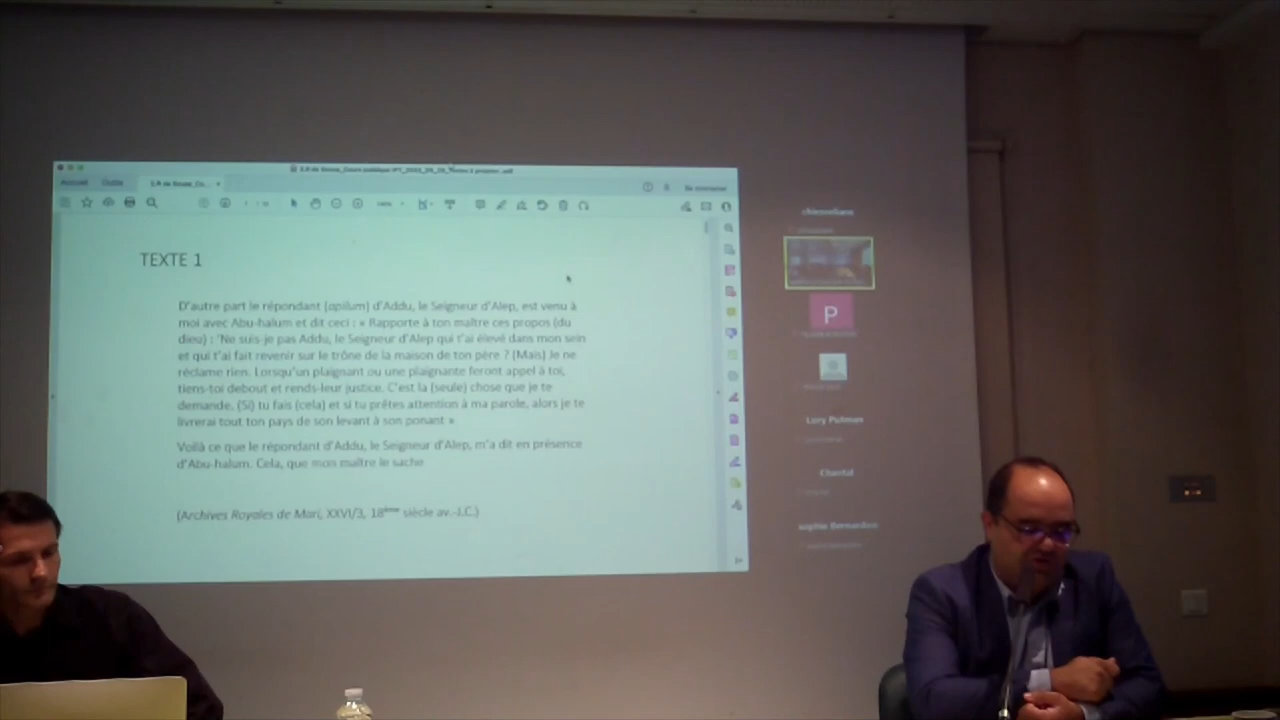 Accueil Outils
Se connecter
TEXTE 1
D'autre part le répondant (apilum) d'Addu, le Seigneur d'Alep, est venu à
moi avec Abu-halum et dit ceci : « Rapporte à ton maître ces propos (du
dieu) : 'Ne suis-je pas Addu, le Seigneur d'Alep qui t'ai élevé dans mon sein
et qui t'ai fait revenir sur le trône de la maison de ton père ? (Mais) Je ne
réclame rien. Lorsqu'un plaignant ou une plaignante feront appel à toi,
tiens-toi debout et rends-leur justice. C'est la (seule) chose que je te
demande. (Si) tu fais (cela) et si tu prêtes attention à ma parole, alors je te
livrerai tout ton pays de son levant à son ponant »
Voilà ce que le répondant d'Addu, le Seigneur d'Alep, m'a dit en présence
d'Abu-halum. Cela, que mon maître le sache
(Archives Royales de Mari, XXVI/3, 18ème siècle av.-J.C.)
P
Chantal
sophie Bernardino